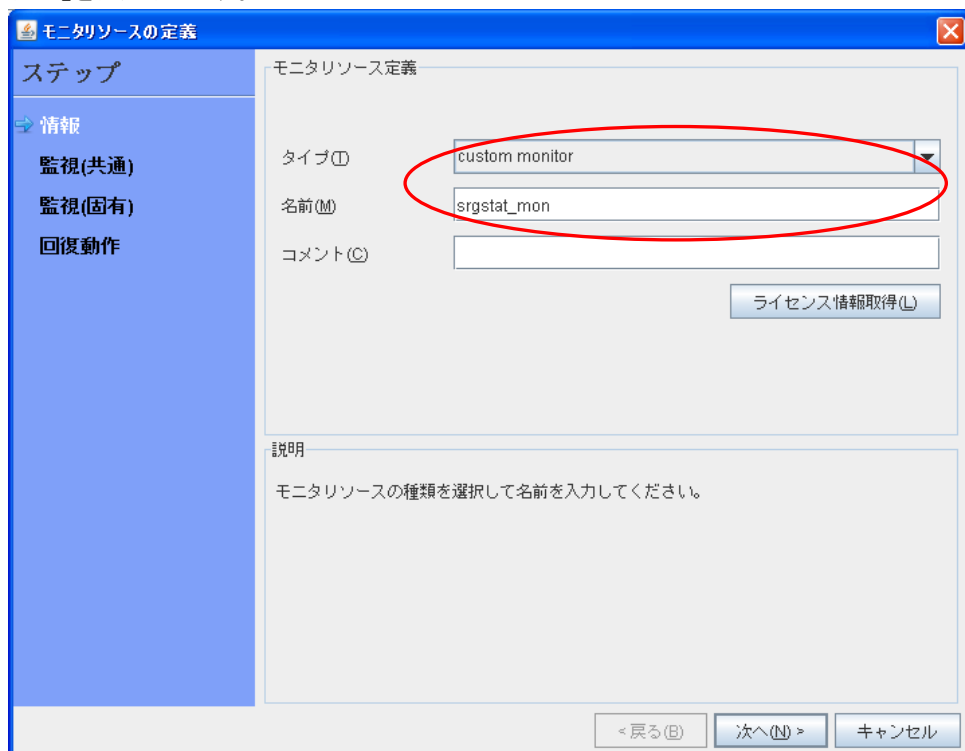 モニタリソースの定義
ステップ
情報
監視(共通)
監視(固有)
回復動作
モニタリソース定義
タイプ(T) custom monitor
名前(M) srgstat_mon
コメント(C)
ライセンス情報取得(L)
説明
モニタリソースの種類を選択して名前を入力してください。
<戻る(B) 次へ(N) > キャンセル